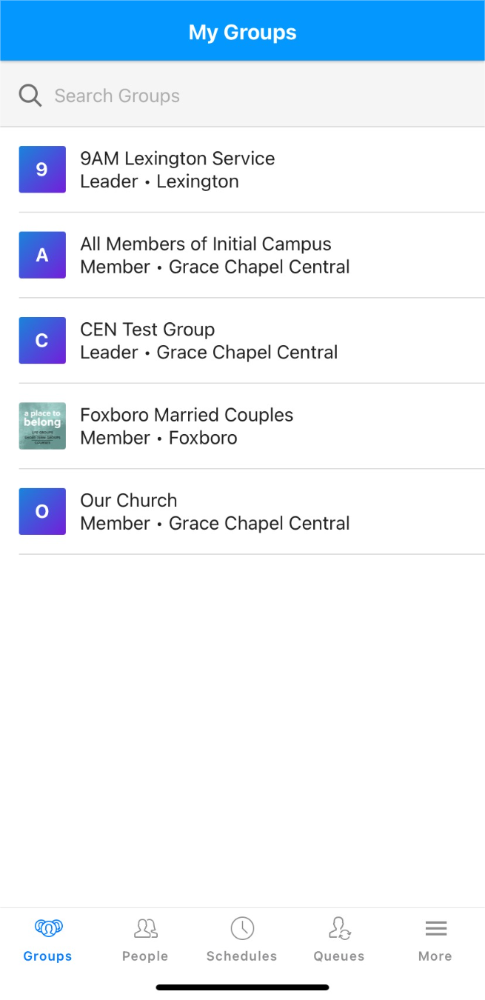 My Groups
Search Groups
9
9AM Lexington Service
Leader • Lexington
A
All Members of Initial Campus
Member • Grace Chapel Central
C
CEN Test Group
Leader • Grace Chapel Central
a place to
belong
LIFE GROUPS
SHORT-TERM GROUPS
COURSES
Foxboro Married Couples
Member • Foxboro
O
Our Church
Member • Grace Chapel Central
Groups
People
Schedules
Queues
More